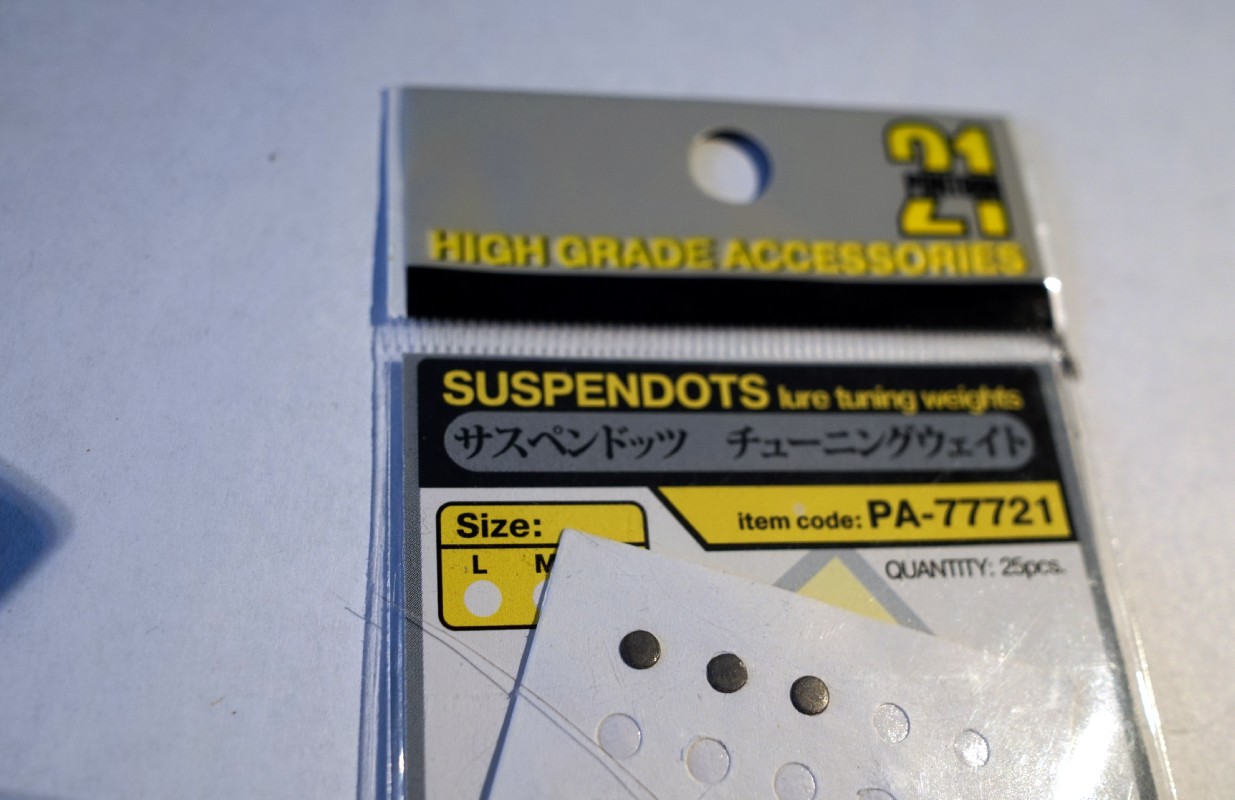 21
HIGH GRADE ACCESSORIES
SUSPENDOTS lure tuning weights
サスペンドッツ チューニングウェイト
Size:
item code: PA-77721
L M
QUANTITY: 25pcs.